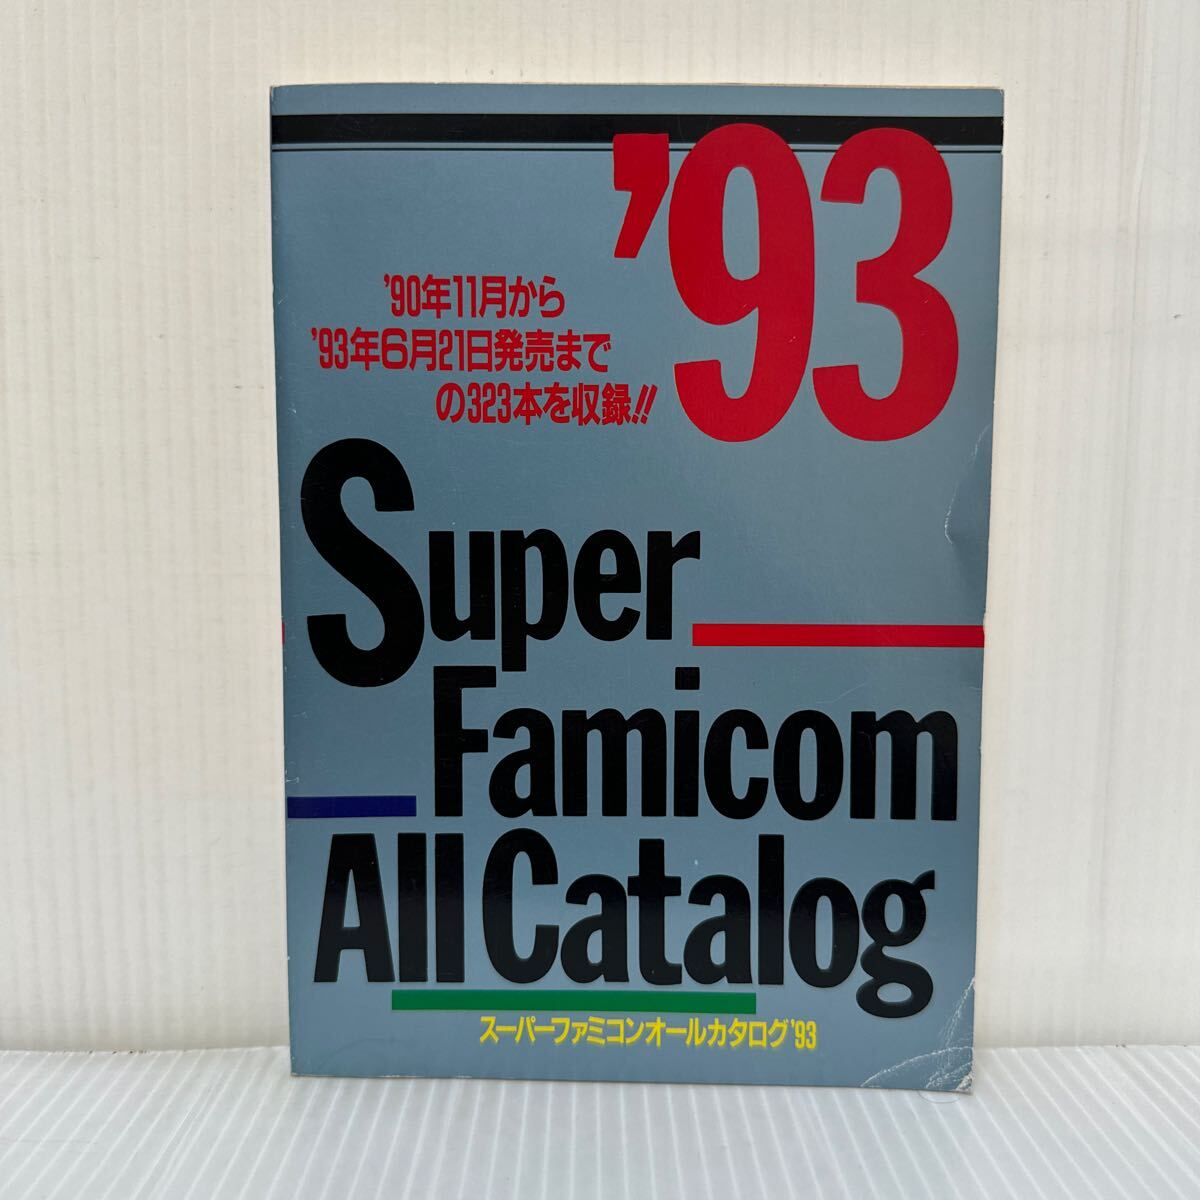 '93
'90年11月から
'93年6月21日発売まで
の323本を収録!!
Super
Famicom
All Catalog
スーパーファミコンオールカタログ'93